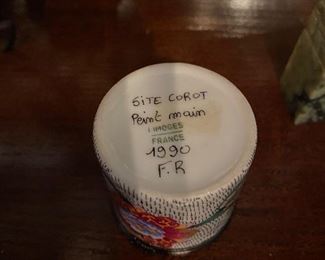 SITE COROT
Peint main
LIMOGES
FRANCE
1990
F.R